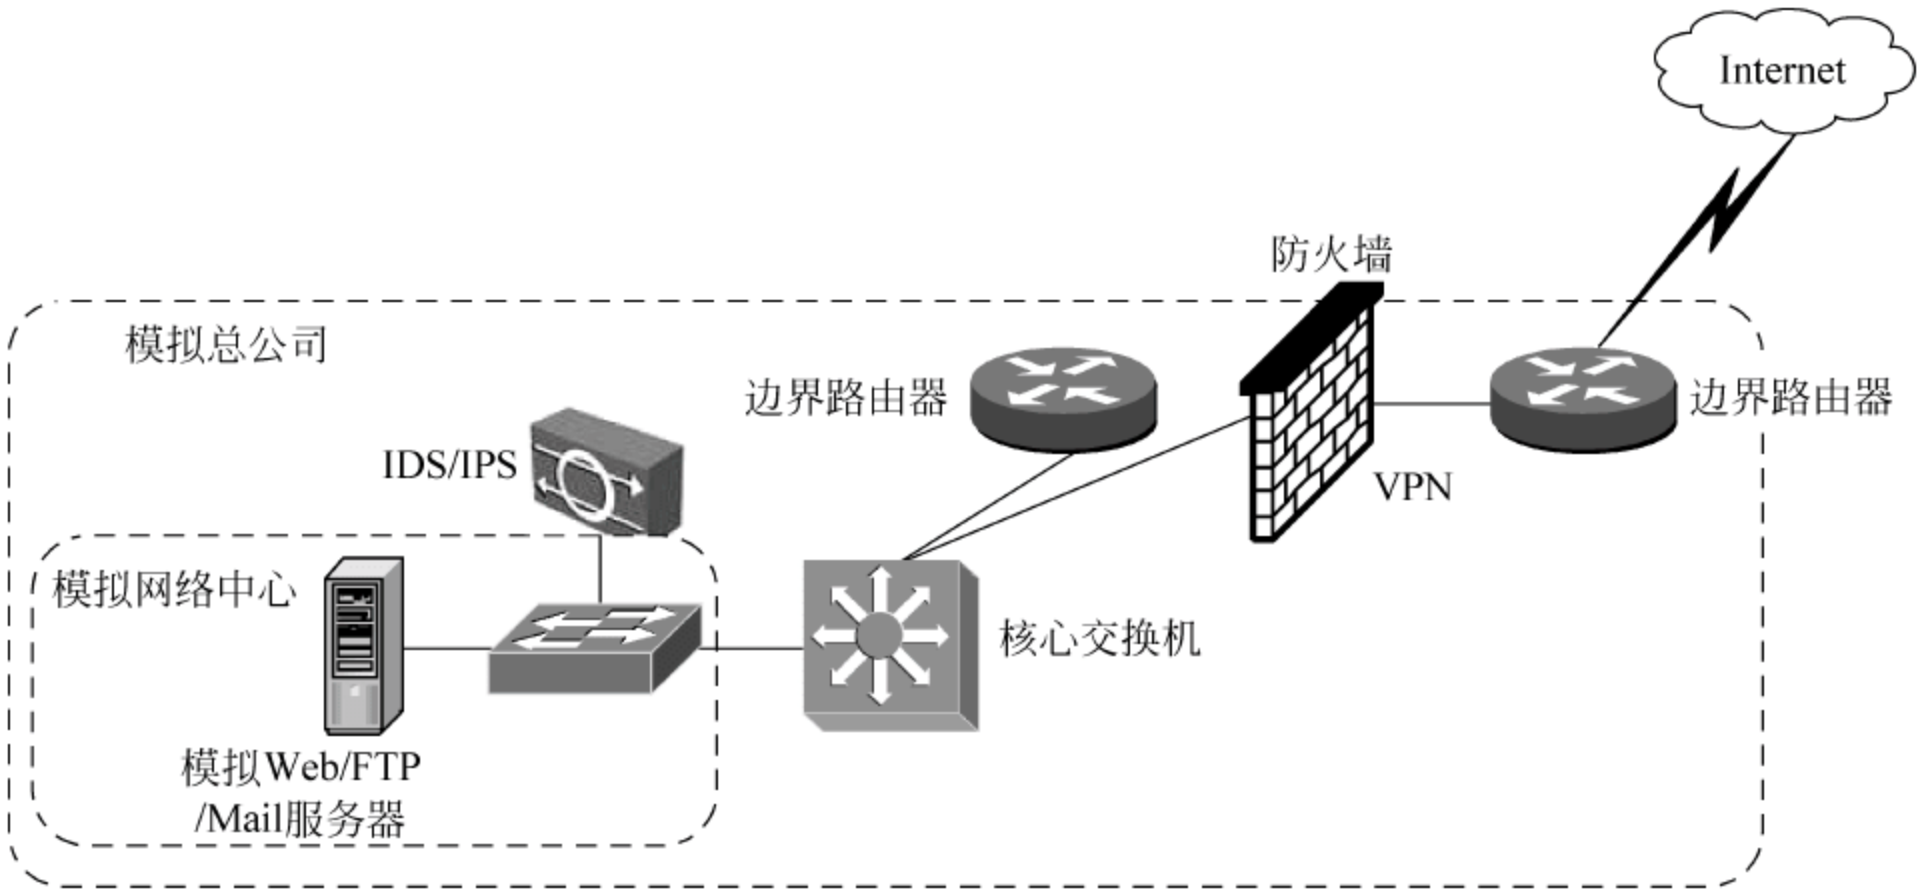 Internet
防火墙
模拟总公司
边界路由器
边界路由器
IDS/IPS
VPN
模拟网络中心
核心交换机
模拟Web/FTP
/Mail服务器